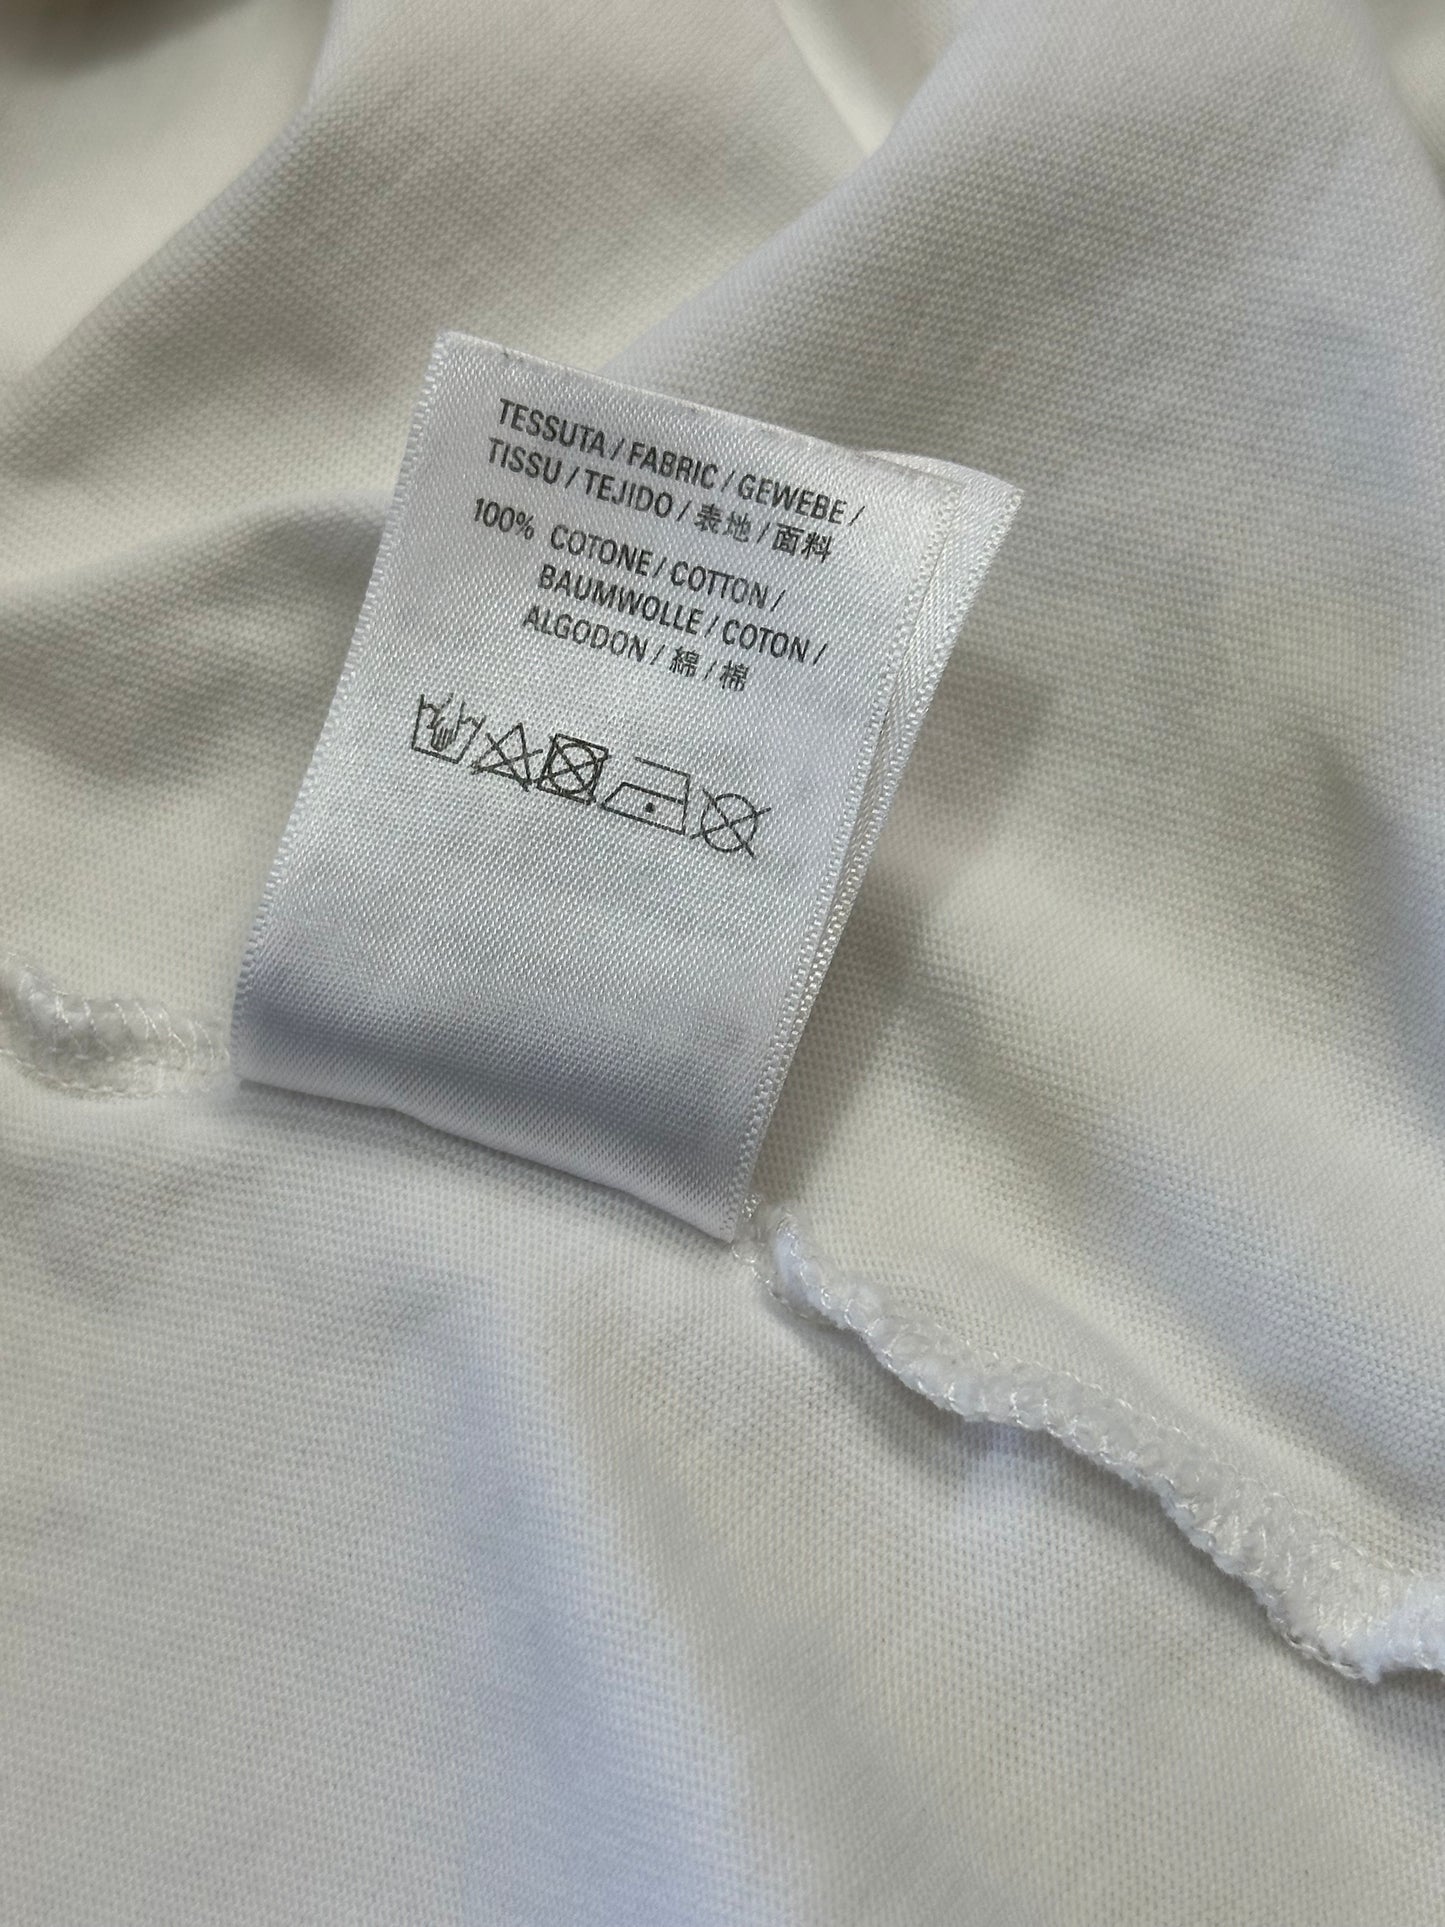 TESSUTA / FABRIC / GEWEBE /
TISSU / TEJIDO / 表地 / 面料
100% COTONE / COTTON /
BAUMWOLLE / COTON /
ALGODON / 綿 / 棉